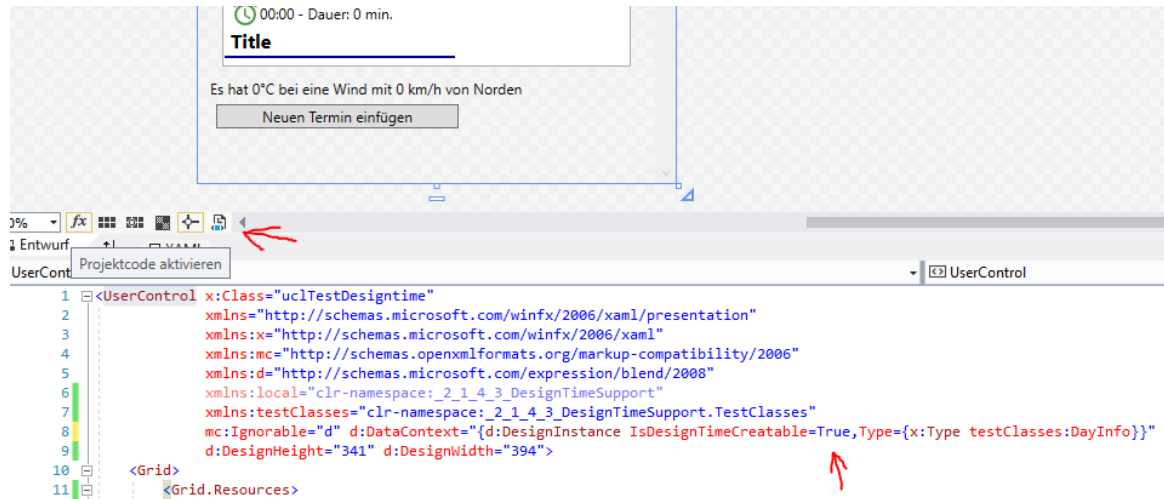 00:00 - Dauer: 0 min.
Title
Es hat 0°C bei eine Wind mit 0 km/h von Norden
Neuen Termin einfügen
0% fx
Entwurf XAML
Projektcode aktivieren
UserCont UserControl
1 <UserControl x:Class="uclTestDesigntime"
2 xmlns="http://schemas.microsoft.com/winfx/2006/xaml/presentation"
3 xmlns:x="http://schemas.microsoft.com/winfx/2006/xaml"
4 xmlns:mc="http://schemas.openxmlformats.org/markup-compatibility/2006"
5 xmlns:d="http://schemas.microsoft.com/expression/blend/2008"
6 xmlns:local="clr-namespace:_2_1_4_3_DesignTimeSupport"
7 xmlns:testClasses="clr-namespace:_2_1_4_3_DesignTimeSupport.TestClasses"
8 mc:Ignorable="d" d:DataContext="{d:DesignInstance IsDesignTimeCreatable=True,Type={x:Type testClasses:DayInfo}}"
9 d:DesignHeight="341" d:DesignWidth="394">
10 <Grid>
11 <Grid.Resources>